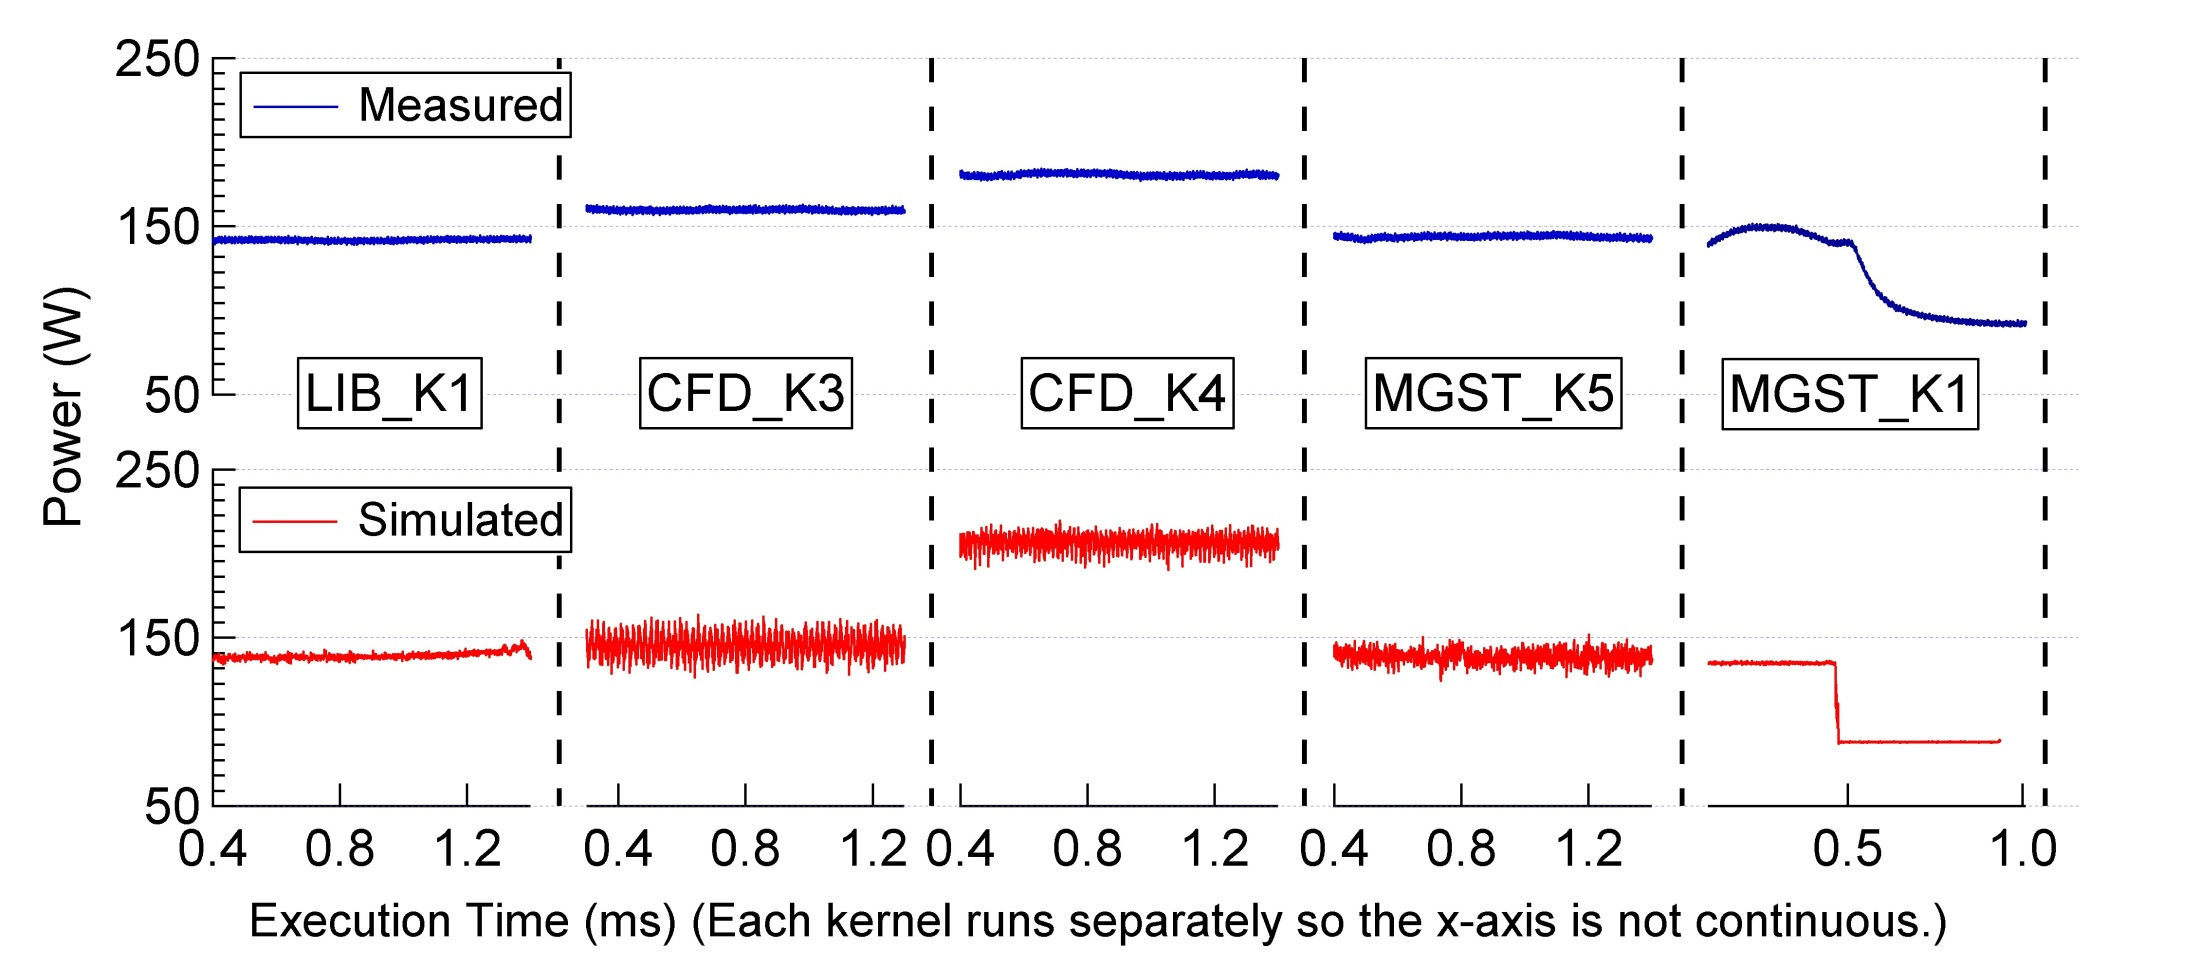 250
Measured
150
Power (W)
50
LIB_K1
CFD_K3
CFD_K4
MGST_K5
MGST_K1
250
Simulated
150
50
0.4 0.8 1.2 0.4 0.8 1.2 0.4 0.8 1.2 0.4 0.8 1.2 0.5 1.0
Execution Time (ms) (Each kernel runs separately so the x-axis is not continuous.)